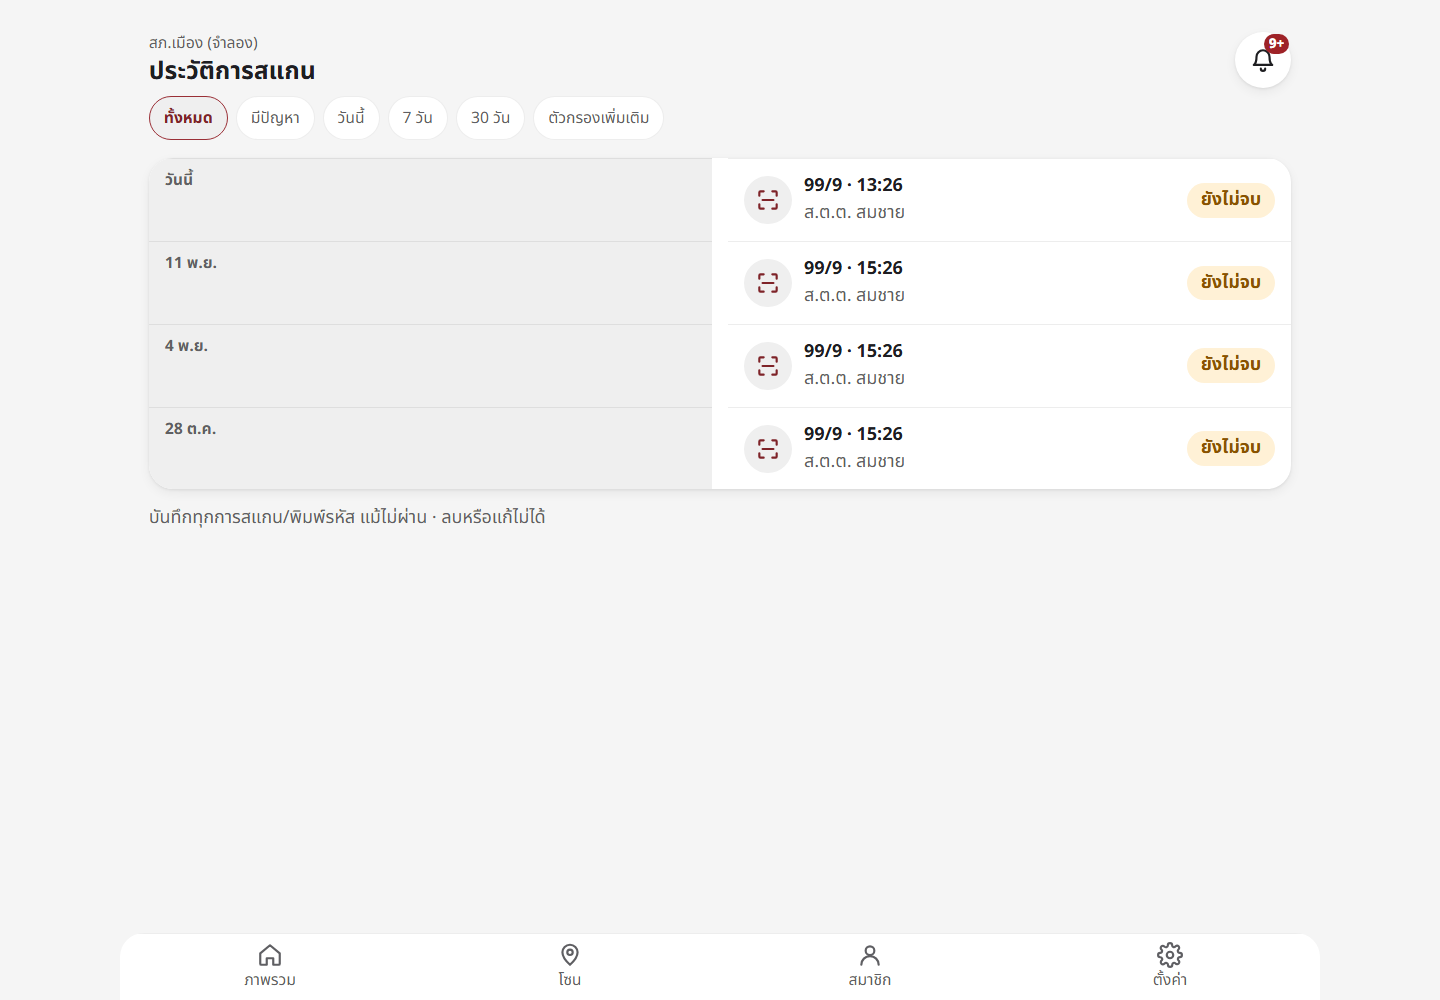 สภ.เมือง (จำลอง)
ประวัติการสแกน
9+
ทั้งหมด
มีปัญหา
วันนี้
7 วัน
30 วัน
ตัวกรองเพิ่มเติม
วันนี้
99/9 · 13:26
ส.ต.ต. สมชาย
ยังไม่จบ
11 พ.ย.
99/9 · 15:26
ส.ต.ต. สมชาย
ยังไม่จบ
4 พ.ย.
99/9 · 15:26
ส.ต.ต. สมชาย
ยังไม่จบ
28 ต.ค.
99/9 · 15:26
ส.ต.ต. สมชาย
ยังไม่จบ
บันทึกทุกการสแกน/พิมพ์รหัส แม้ไม่ผ่าน · ลบหรือแก้ไม่ได้
ภาพรวม
โซน
สมาชิก
ตั้งค่า